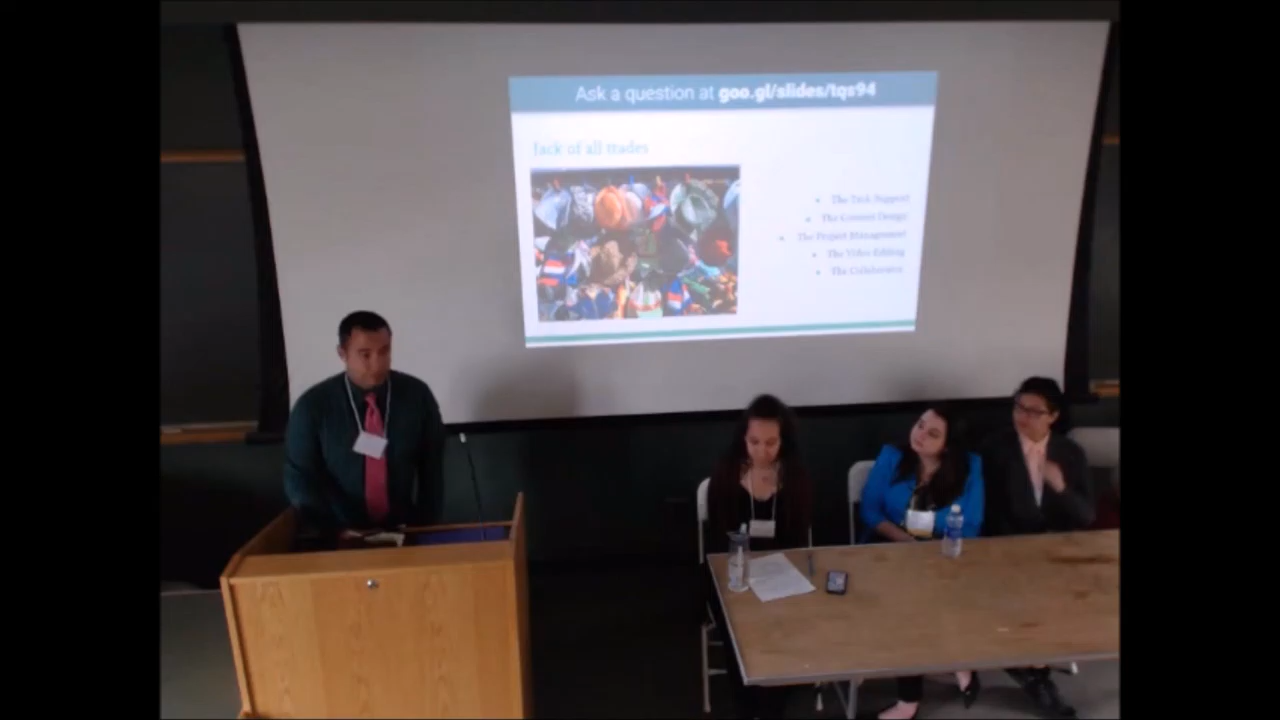 Ask a question at goo.gl/slides/tqs94
Jack of all trades
The Tech Support
The Content Design
The Project Management
The Video Editing
The Collaborator